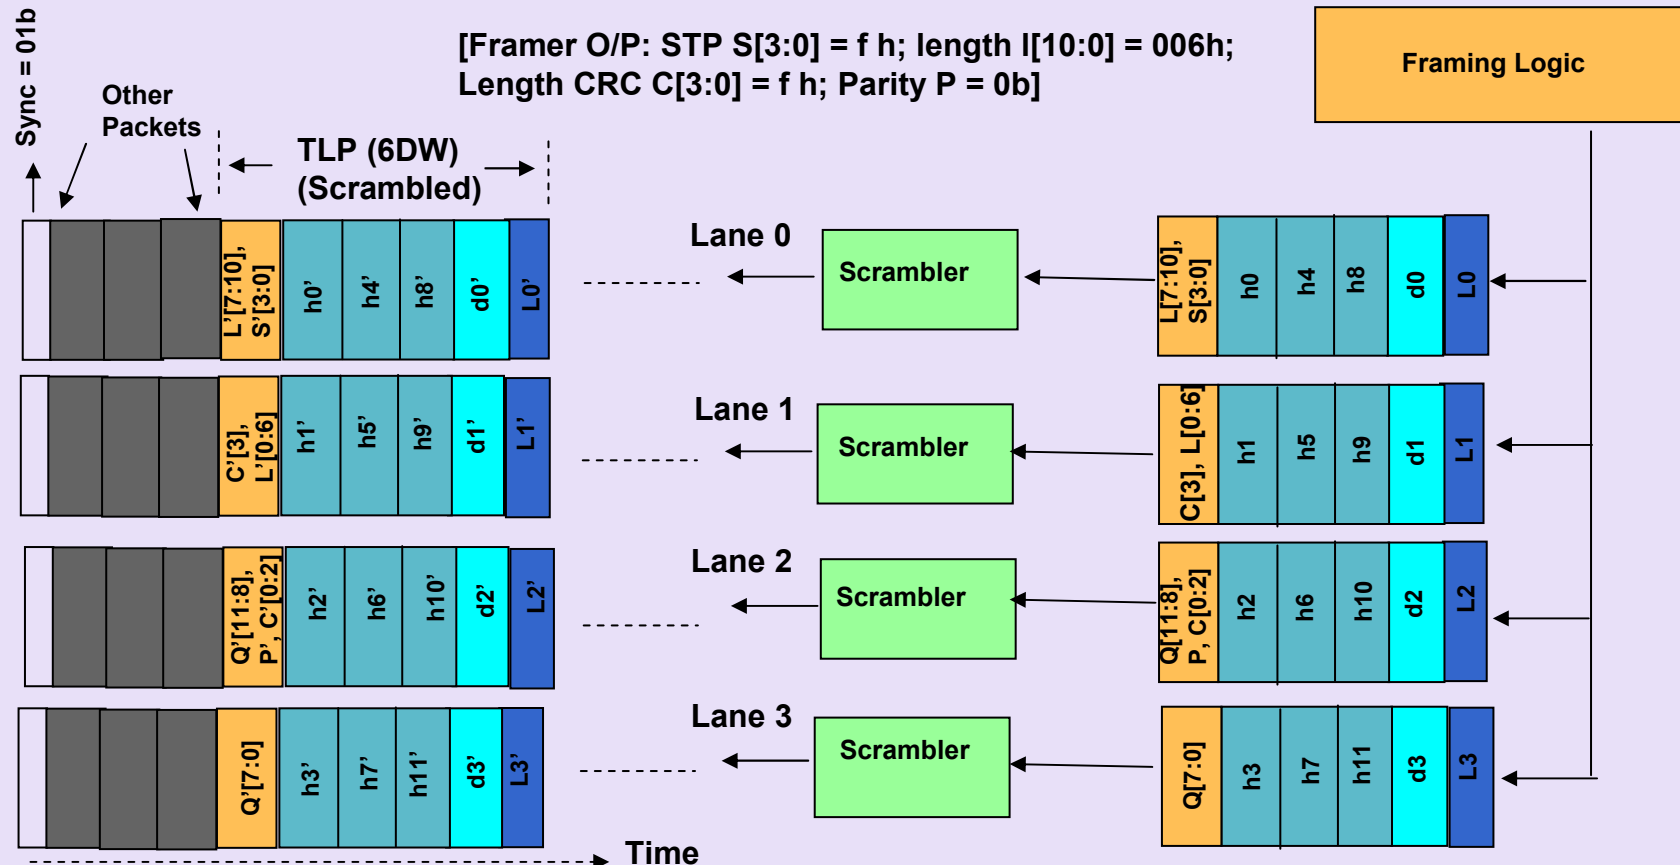 [Framer O/P: STP S[3:0] = f h; length l[10:0] = 006h;
Length CRC C[3:0] = f h; Parity P = 0b]
Framing Logic
Sync = 01b
Other
Packets
TLP (6DW)
(Scrambled)
L'[7:10],
S'[3:0]
h0'
h4'
h8'
d0'
L0'
Lane 0
Scrambler
L[7:10],
S[3:0]
h0
h4
h8
d0
L0
C'[3],
L'[0:6]
h1'
h5'
h9'
d1'
L1'
Lane 1
Scrambler
C[3], L[0:6]
h1
h5
h9
d1
L1
Q'[11:8],
P', C'[0:2]
h2'
h6'
h10'
d2'
L2'
Lane 2
Scrambler
Q[11:8],
P, C[0:2]
h2
h6
h10
d2
L2
Q'[7:0]
h3'
h7'
h11'
d3'
L3'
Lane 3
Scrambler
Q[7:0]
h3
h7
h11
d3
L3
Time